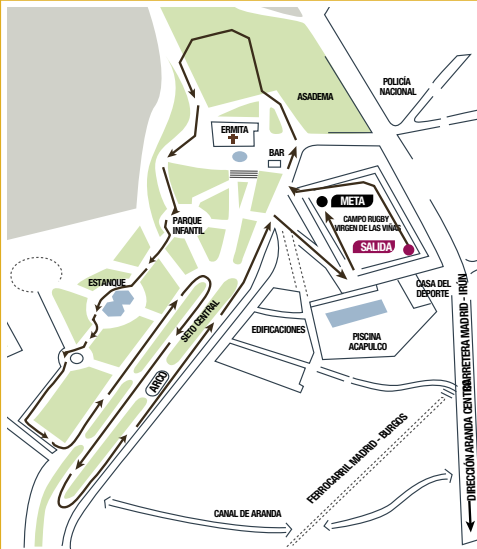 POLICÍA
NACIONAL
ASADEMA
ERMITA
BAR
META
CAMPO RUGBY
VIRGEN DE LAS VIÑAS
SALIDA
PARQUE
INFANTIL
ESTANQUE
CASA DEL
DEPORTE
SETO CENTRAL
EDIFICACIONES
PISCINA
ACAPULCO
ARCO
CARRETERA MADRID - IRÚN
DIRECCIÓN ARANDA CENTRO
FERROCARRIL MADRID - BURGOS
CANAL DE ARANDA